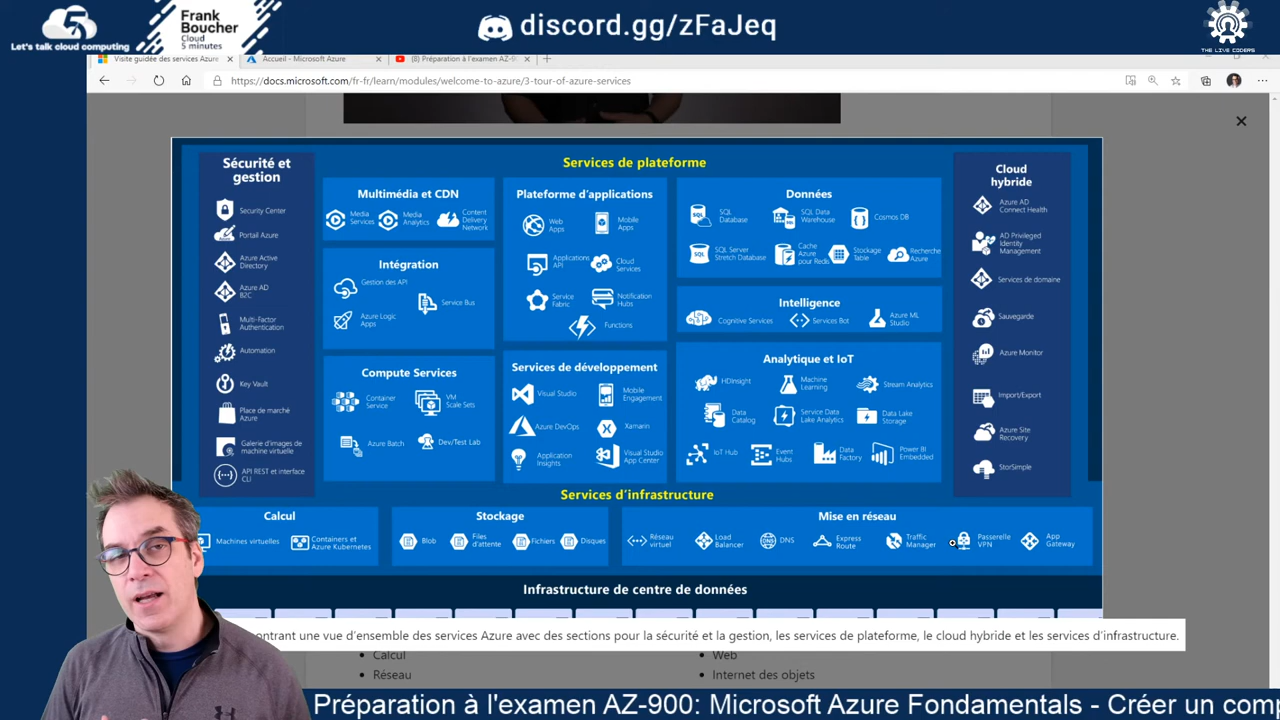 5
Let's talk cloud computing
Frank
Boucher
Cloud
5 minutes
discord.gg/zFaJeq
THE LIVE CODERS
Visite guidée des services Azure
Accueil - Microsoft Azure
(8) Préparation à l'examen AZ-9
https://docs.microsoft.com/fr-fr/learn/modules/welcome-to-azure/3-tour-of-azure-services
Sécurité et
gestion
Security Center
Portail Azure
Azure Active
Directory
Azure AD
B2C
Multi-Factor
Authentication
Automation
Key Vault
Place de marché
Azure
Galerie d'images de
machine virtuelle
API REST et interface
CLI
Services de plateforme
Multimédia et CDN
Media
Services
Media
Analytics
Content
Delivery
Network
Intégration
Gestion des API
Service Bus
Azure Logic
Apps
Compute Services
Container
Service
VM
Scale Sets
Azure Batch
Dev/Test Lab
Plateforme d'applications
Web
Apps
Mobile
Apps
Applications
API
Cloud
Services
Service
Fabric
Notification
Hubs
Functions
Services de développement
Visual Studio
Mobile
Engagement
Azure DevOps
Xamarin
Application
Insights
Visual Studio
App Center
Données
SQL
Database
SQL Data
Warehouse
Cosmos DB
SQL Server
Stretch Database
Cache
Azure
pour Redis
Stockage
Table
Recherche
Azure
Intelligence
Cognitive Services
Services Bot
Azure ML
Studio
Analytique et IoT
HDInsight
Machine
Learning
Stream Analytics
Data
Catalog
Service Data
Lake Analytics
Data Lake
Storage
IoT Hub
Event
Hubs
Data
Factory
Power BI
Embedded
Cloud
hybride
Azure AD
Connect Health
AD Privileged
Identity
Management
Services de domaine
Sauvegarde
Azure Monitor
Import/Export
Azure Site
Recovery
StorSimple
Services d'infrastructure
Calcul
Machines virtuelles
Containers et
Azure Kubernetes
Stockage
Blob
Files
d'attente
Fichiers
Disques
Mise en réseau
Réseau
virtuel
Load
Balancer
DNS
Express
Route
Traffic
Manager
Passerelle
VPN
App
Gateway
Infrastructure de centre de données
ontrant une vue d'ensemble des services Azure avec des sections pour la sécurité et la gestion, les services de plateforme, le cloud hybride et les services d'infrastructure.
Calcul
Web
Réseau
Internet des objets
Préparation à l'examen AZ-900: Microsoft Azure Fundamentals - Créer un comp